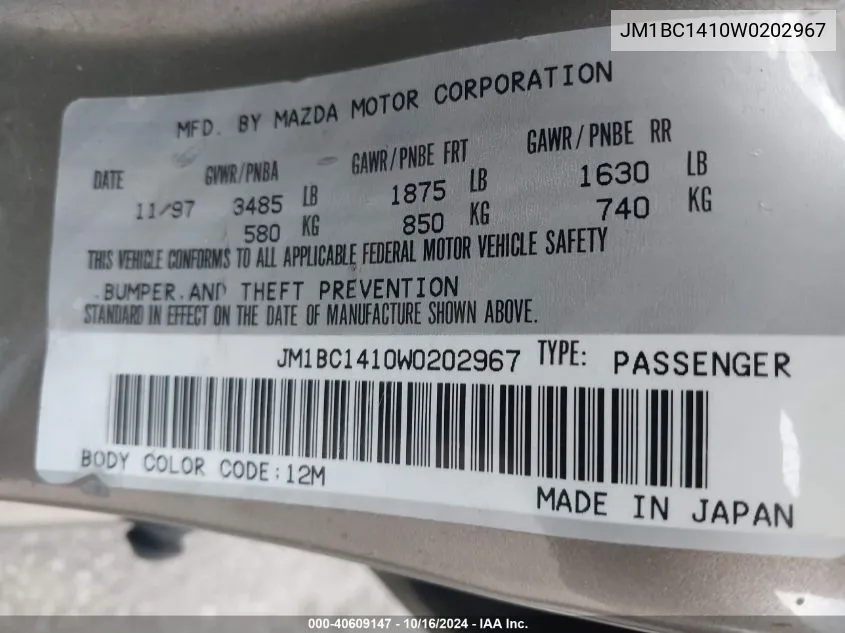 JM1BC1410W0202967
MFD. BY MAZDA MOTOR CORPORATION
DATE GVWR/PNBA GAWR/PNBE FRT GAWR/PNBE RR
11/97 3485 LB 1875 LB 1630 LB
580 KG 850 KG 740 KG
THIS VEHICLE CONFORMS TO ALL APPLICABLE FEDERAL MOTOR VEHICLE SAFETY
BUMPER AND THEFT PREVENTION
STANDARD IN EFFECT ON THE DATE OF MANUFACTURE SHOWN ABOVE.
JM1BC1410W0202967 TYPE: PASSENGER
BODY COLOR CODE:12M
MADE IN JAPAN
000-40609147 - 10/16/2024 - IAA Inc.